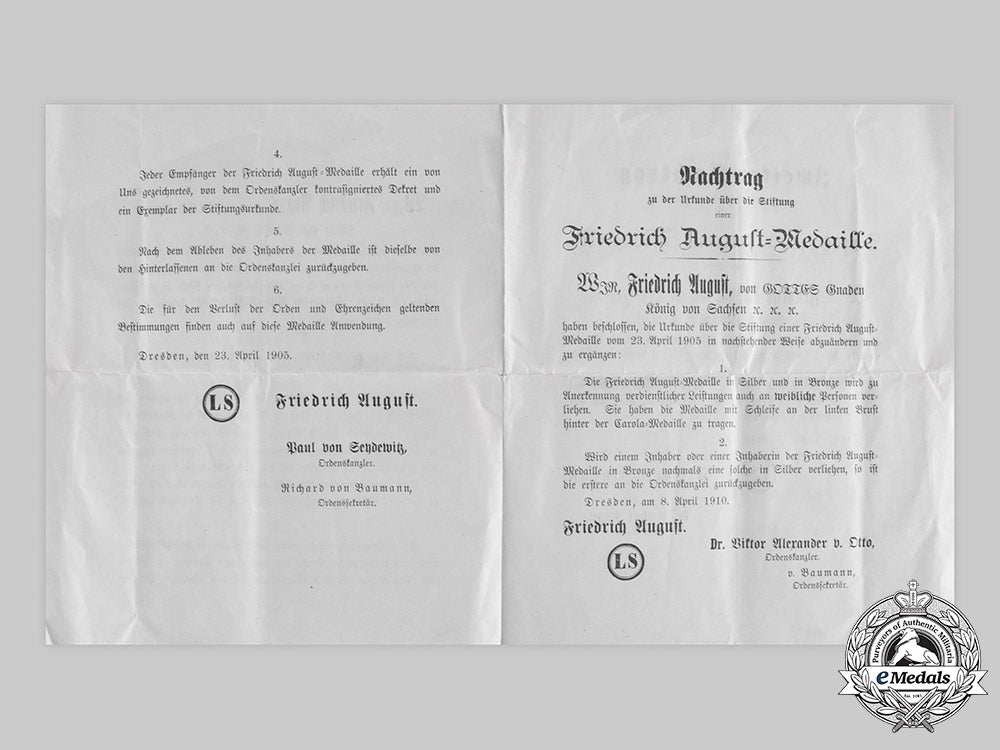 4.
Jeder Empfänger der Friedrich August-Medaille erhält ein von
Uns gezeichnetes, von dem Ordenskanzler kontrasigniertes Dekret und
ein Exemplar der Stiftungsurkunde.
5.
Nach dem Ableben des Inhabers der Medaille ist dieselbe von
den Hinterlassenen an die Ordenskanzlei zurückzugeben.
6.
Die für den Verlust der Orden und Ehrenzeichen geltenden
Bestimmungen finden auch auf diese Medaille Anwendung.
Dresden, den 23. April 1905.
LS Friedrich August.
Paul von Seydewitz,
Ordenskanzler.
Richard von Baumann,
Ordenssekretär.
Nachtrag
zu der Urkunde über die Stiftung
einer
Friedrich August-Medaille.
WIR, Friedrich August, von GOTTES Gnaden
König von Sachsen ꝛc. ꝛc. ꝛc.
haben beschlossen, die Urkunde über die Stiftung einer Friedrich August-
Medaille vom 23. April 1905 in nachstehender Weise abzuändern und
zu ergänzen:
1.
Die Friedrich August-Medaille in Silber und in Bronze wird zu
Anerkennung verdienstlicher Leistungen auch an weibliche Personen ver-
liehen. Sie haben die Medaille mit Schleife an der linken Brust
hinter der Carola-Medaille zu tragen.
2.
Wird einem Inhaber oder einer Inhaberin der Friedrich August-
Medaille in Bronze nochmals eine solche in Silber verliehen, so ist
die erstere an die Ordenskanzlei zurückzugeben.
Dresden, am 8. April 1910.
Friedrich August.
LS
Dr. Viktor Alexander v. Otto,
Ordenskanzler.
v. Baumann,
Ordenssekretär.
Purveyors of Authentic Militaria
eMedals